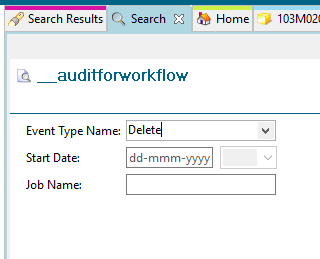 Search Results Search Home 103M020
__auditforworkflow
Event Type Name: Delete
Start Date: dd-mmm-yyyy
Job Name: